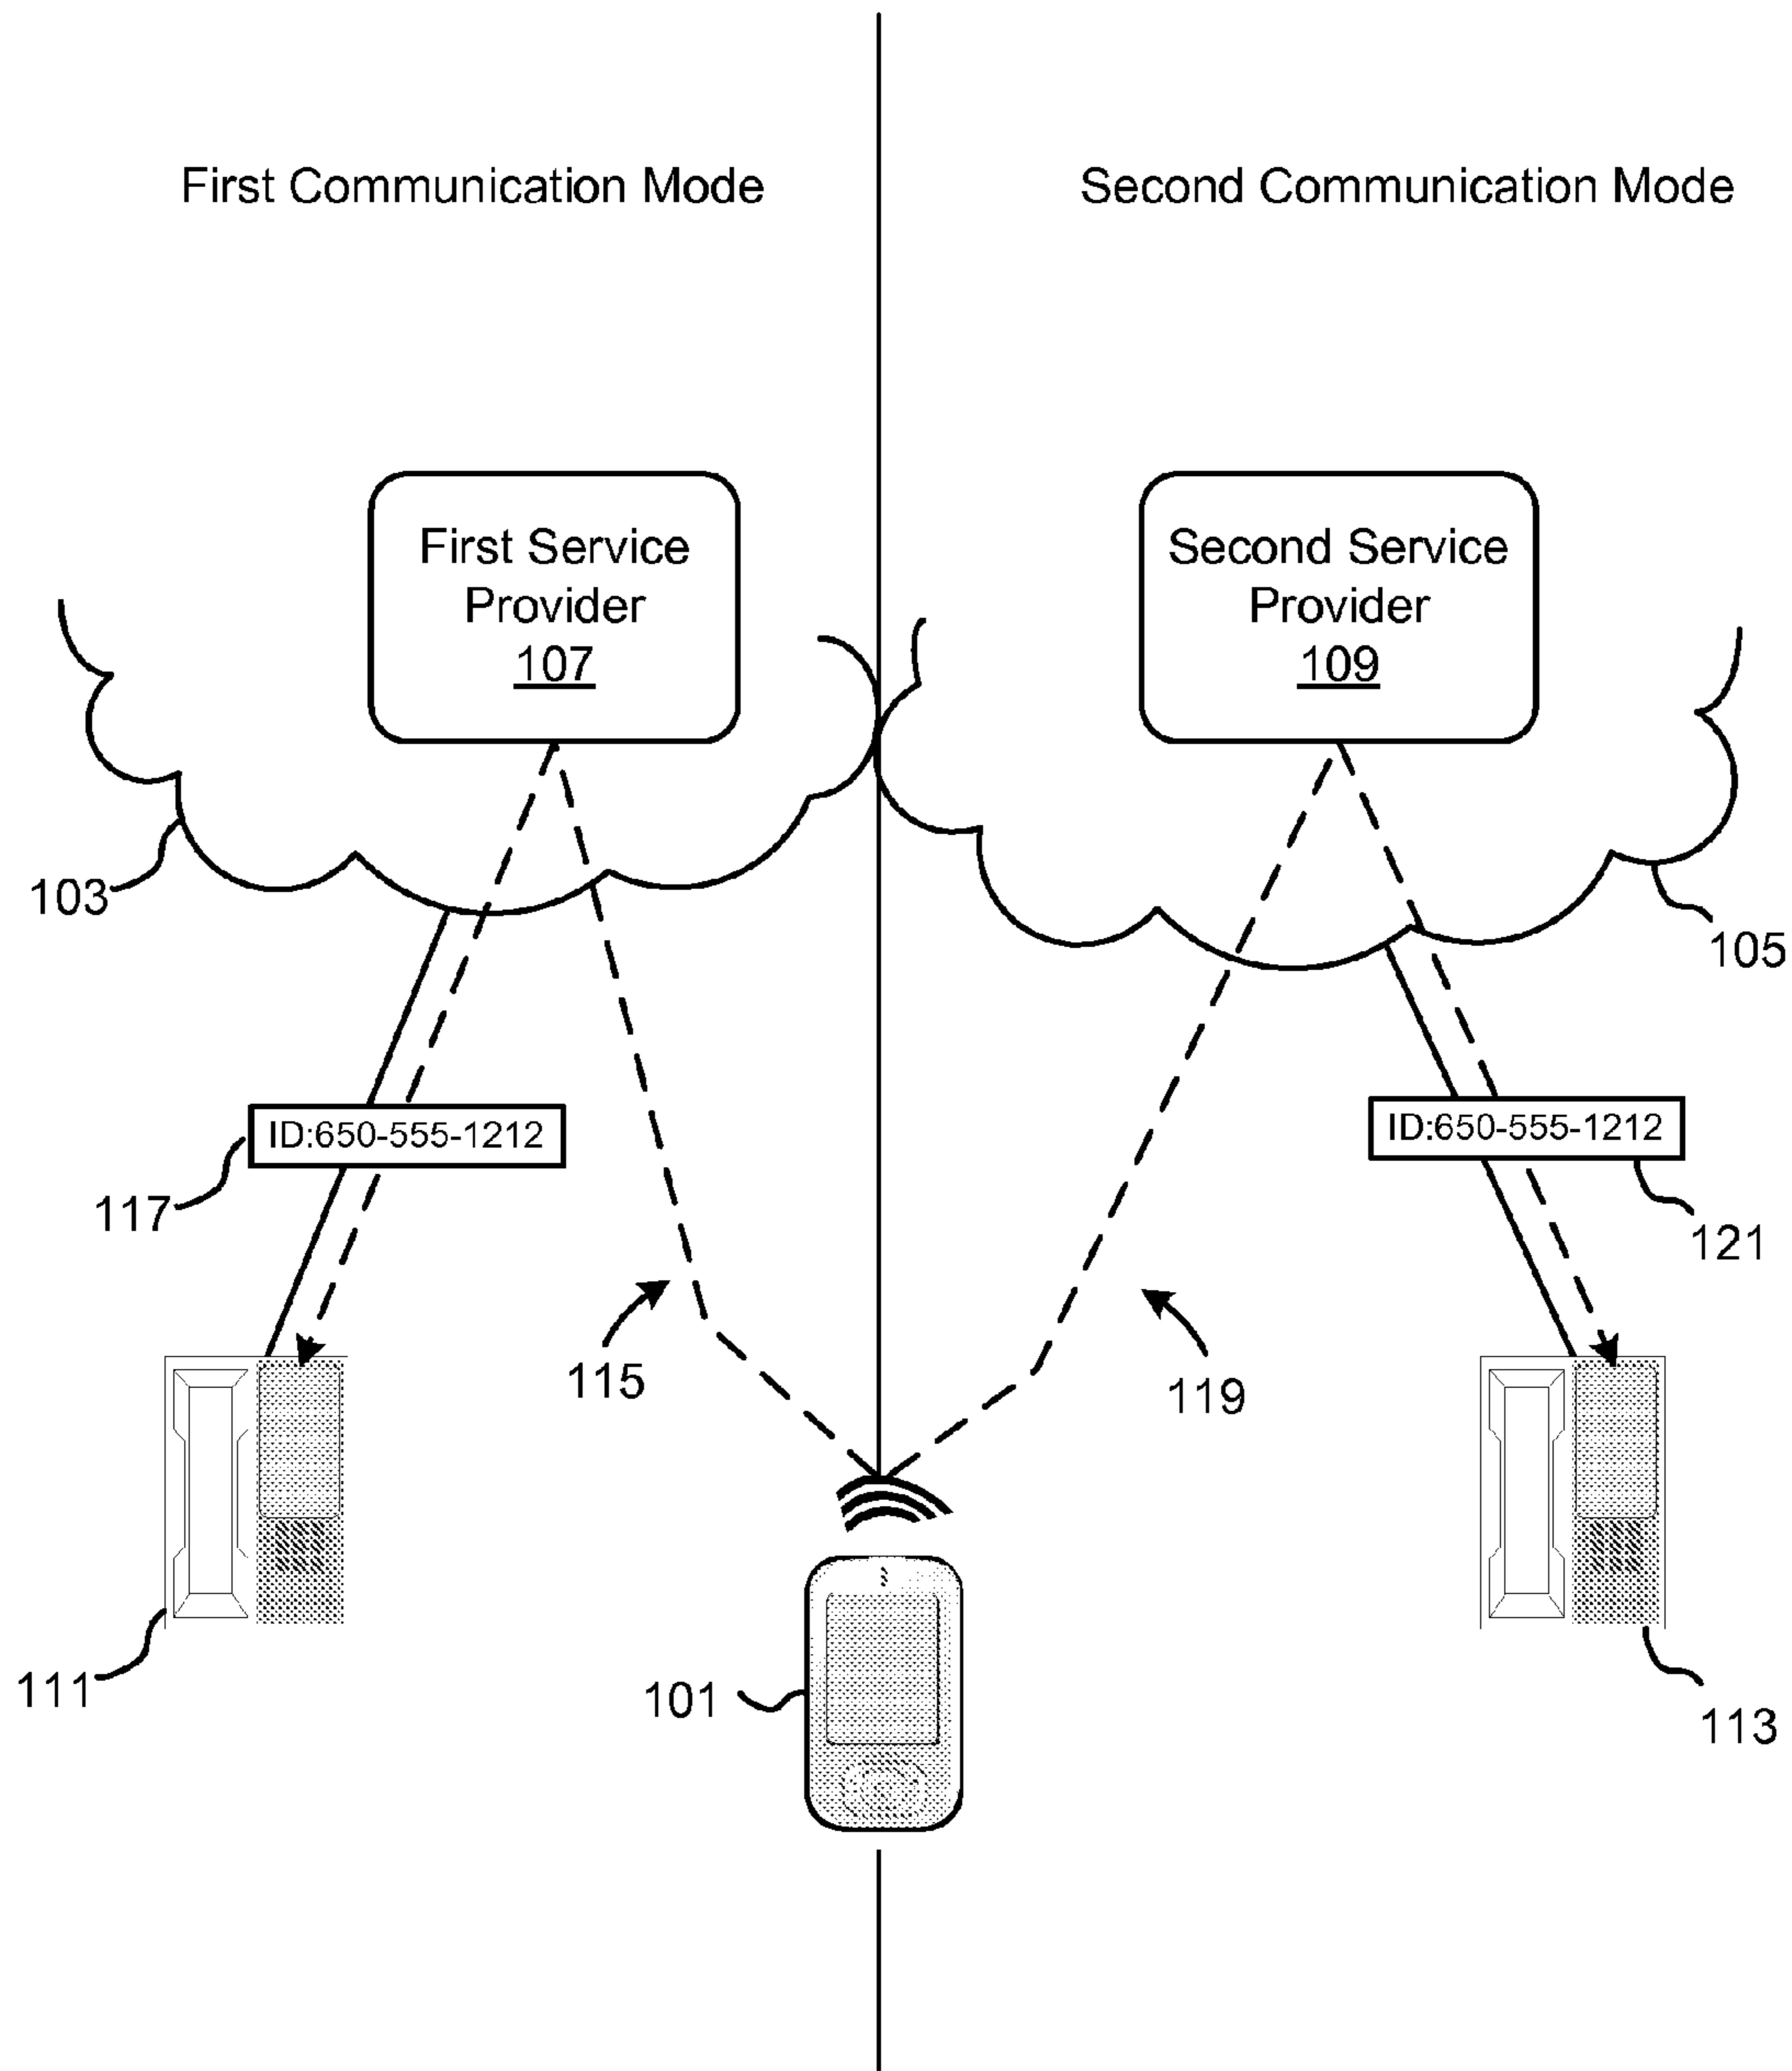 First Communication Mode
Second Communication Mode
First Service
Provider
107
Second Service
Provider
109
103
105
ID:650-555-1212
ID:650-555-1212
117
121
115
119
111
101
113